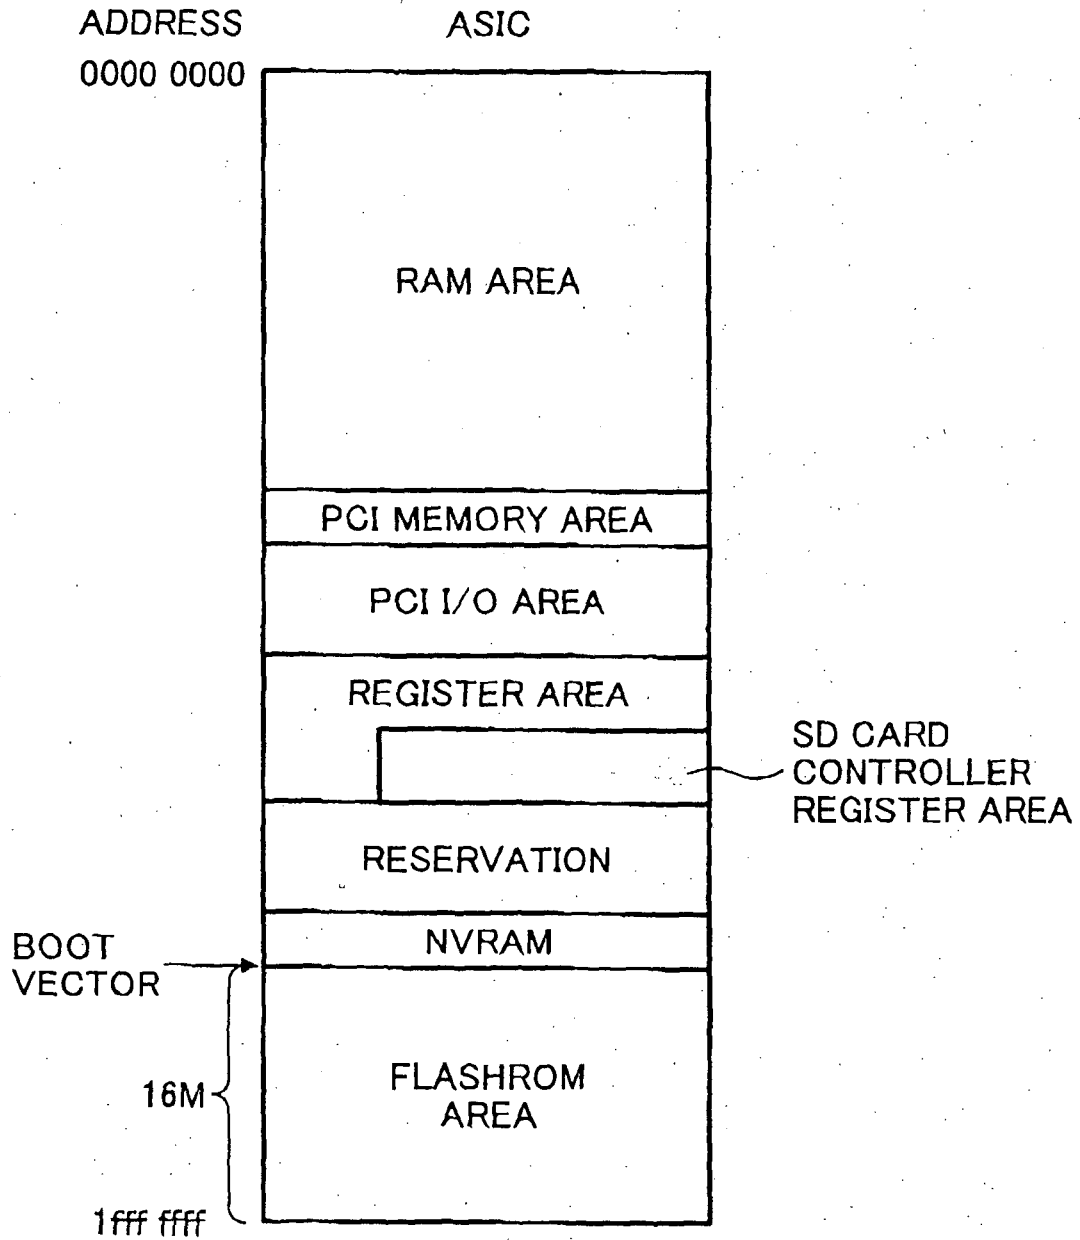 ADDRESS ASIC
0000 0000
RAM AREA
PCI MEMORY AREA
PCI I/O AREA
REGISTER AREA
SD CARD
CONTROLLER
REGISTER AREA
RESERVATION
NVRAM
BOOT
VECTOR
FLASHROM
AREA
16M
1fff ffff